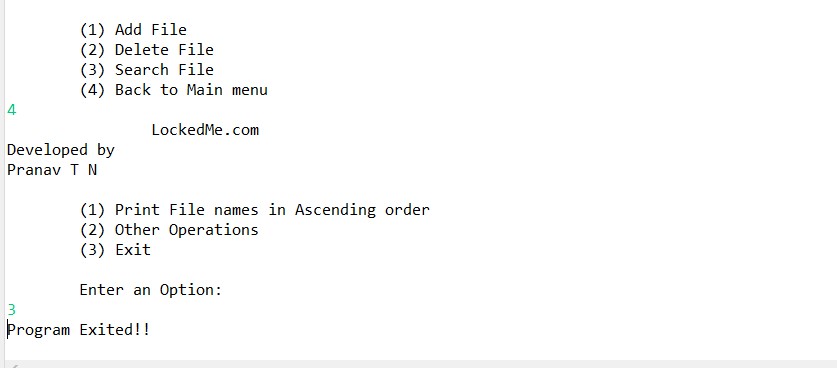 (1) Add File
(2) Delete File
(3) Search File
(4) Back to Main menu
4
LockedMe.com
Developed by
Pranav T N
(1) Print File names in Ascending order
(2) Other Operations
(3) Exit
Enter an Option:
3
Program Exited!!